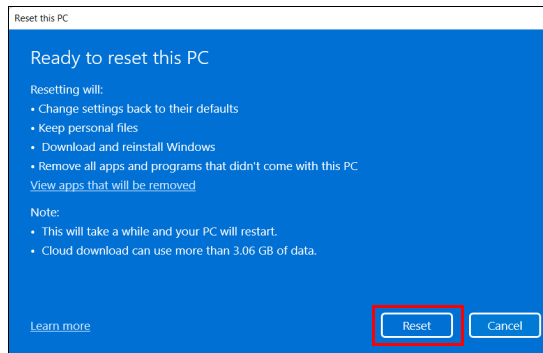 Reset this PC
Ready to reset this PC
Resetting will:
• Change settings back to their defaults
• Keep personal files
• Download and reinstall Windows
• Remove all apps and programs that didn't come with this PC
View apps that will be removed
Note:
• This will take a while and your PC will restart.
• Cloud download can use more than 3.06 GB of data.
Learn more
Reset
Cancel